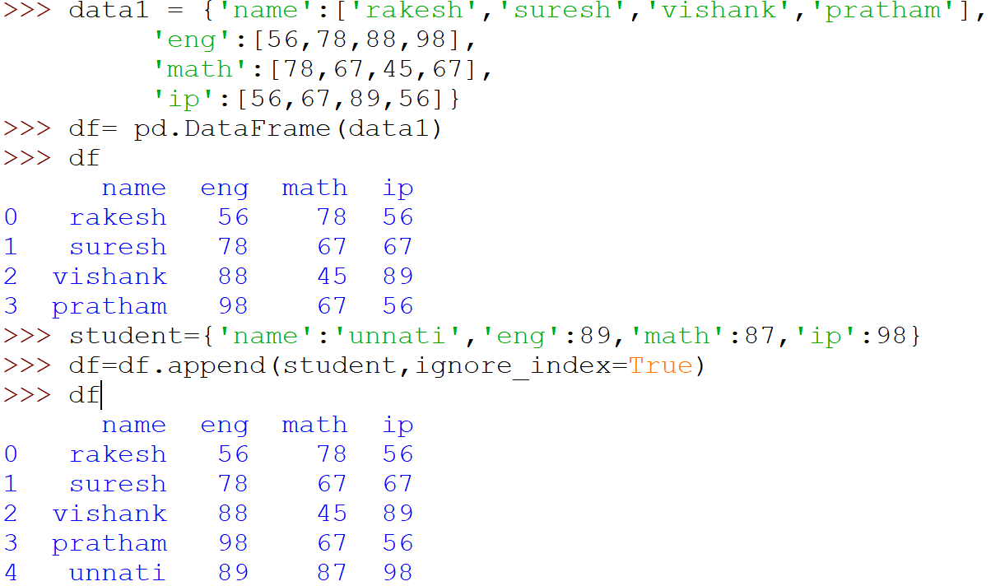 >>> data1 = {'name':['rakesh','suresh','vishank','pratham'],
         'eng':[56,78,88,98],
         'math':[78,67,45,67],
         'ip':[56,67,89,56]}
>>> df= pd.DataFrame(data1)
>>> df
      name  eng  math  ip
0   rakesh   56    78  56
1   suresh   78    67  67
2  vishank   88    45  89
3  pratham   98    67  56
>>> student={'name':'unnati','eng':89,'math':87,'ip':98}
>>> df=df.append(student,ignore_index=True)
>>> df
      name  eng  math  ip
0   rakesh   56    78  56
1   suresh   78    67  67
2  vishank   88    45  89
3  pratham   98    67  56
4   unnati   89    87  98